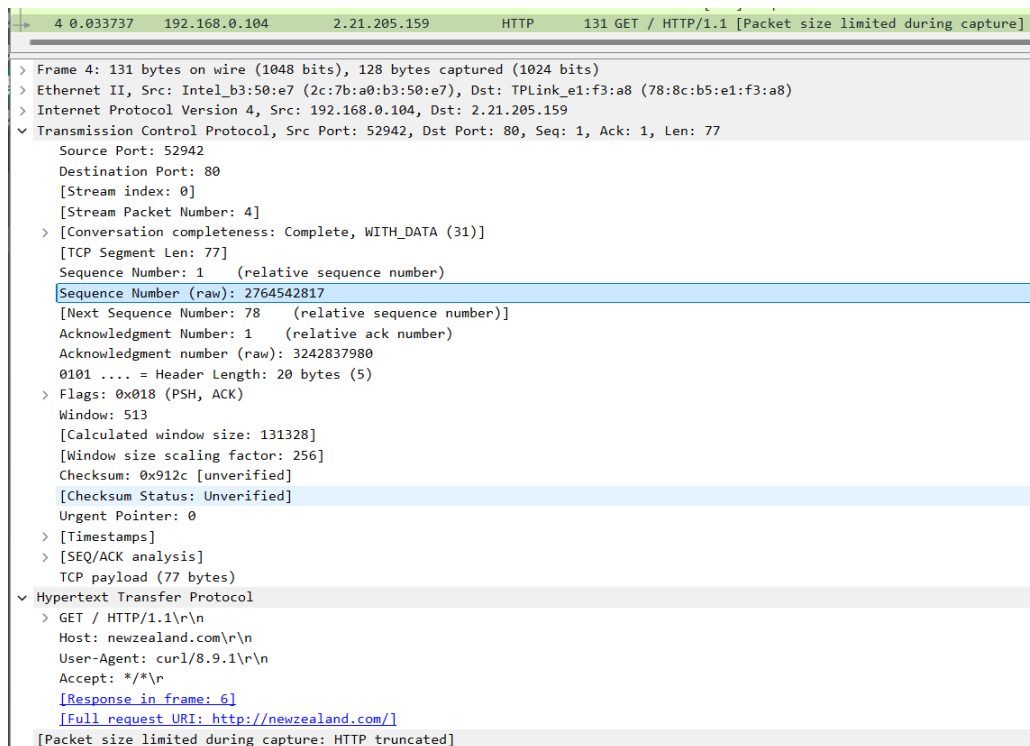 4 0.033737 192.168.0.104 2.21.205.159 HTTP 131 GET / HTTP/1.1 [Packet size limited during capture]
Frame 4: 131 bytes on wire (1048 bits), 128 bytes captured (1024 bits)
Ethernet II, Src: Intel_b3:50:e7 (2c:7b:a0:b3:50:e7), Dst: TPLink_e1:f3:a8 (78:8c:b5:e1:f3:a8)
Internet Protocol Version 4, Src: 192.168.0.104, Dst: 2.21.205.159
Transmission Control Protocol, Src Port: 52942, Dst Port: 80, Seq: 1, Ack: 1, Len: 77
Source Port: 52942
Destination Port: 80
[Stream index: 0]
[Stream Packet Number: 4]
[Conversation completeness: Complete, WITH_DATA (31)]
[TCP Segment Len: 77]
Sequence Number: 1 (relative sequence number)
Sequence Number (raw): 2764542817
[Next Sequence Number: 78 (relative sequence number)]
Acknowledgment Number: 1 (relative ack number)
Acknowledgment number (raw): 3242837980
0101 .... = Header Length: 20 bytes (5)
Flags: 0x018 (PSH, ACK)
Window: 513
[Calculated window size: 131328]
[Window size scaling factor: 256]
Checksum: 0x912c [unverified]
[Checksum Status: Unverified]
Urgent Pointer: 0
[Timestamps]
[SEQ/ACK analysis]
TCP payload (77 bytes)
Hypertext Transfer Protocol
GET / HTTP/1.1\r\n
Host: newzealand.com\r\n
User-Agent: curl/8.9.1\r\n
Accept: */*\r
[Response in frame: 6]
[Full request URI: http://newzealand.com/]
[Packet size limited during capture: HTTP truncated]